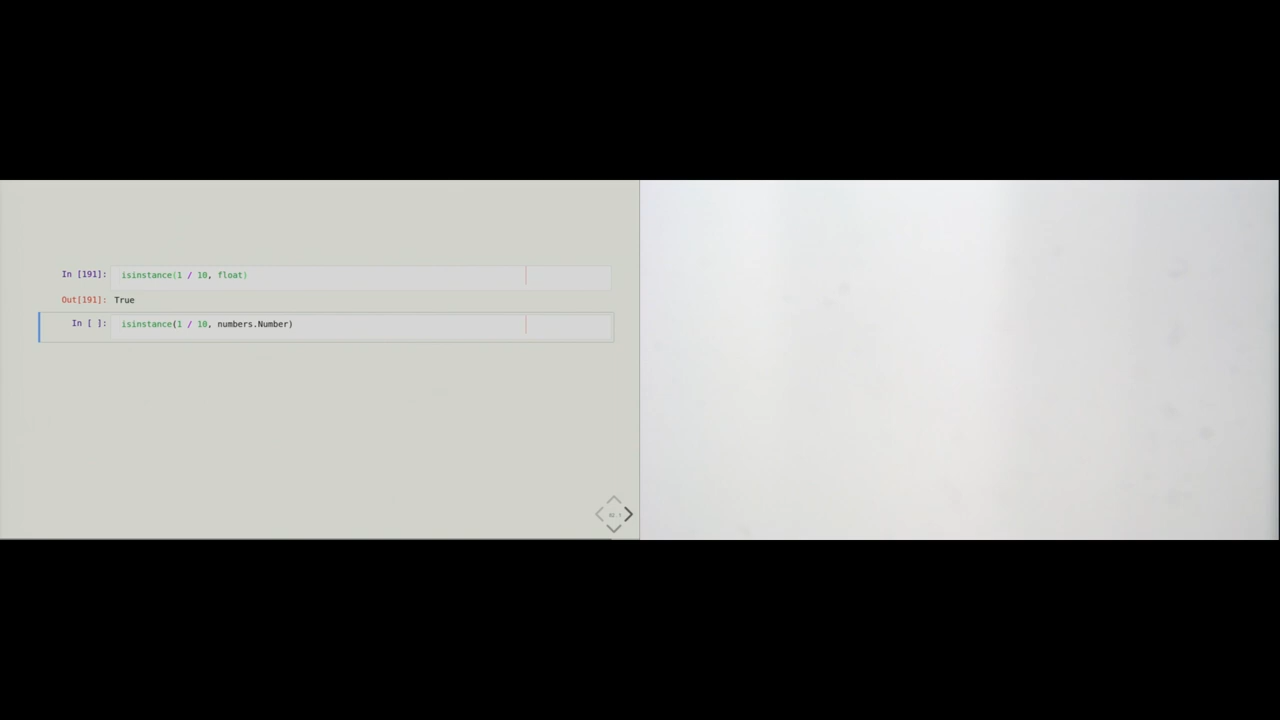 In [191]: isinstance(1 / 10, float)
Out[191]: True
In [ ]: isinstance(1 / 10, numbers.Number)